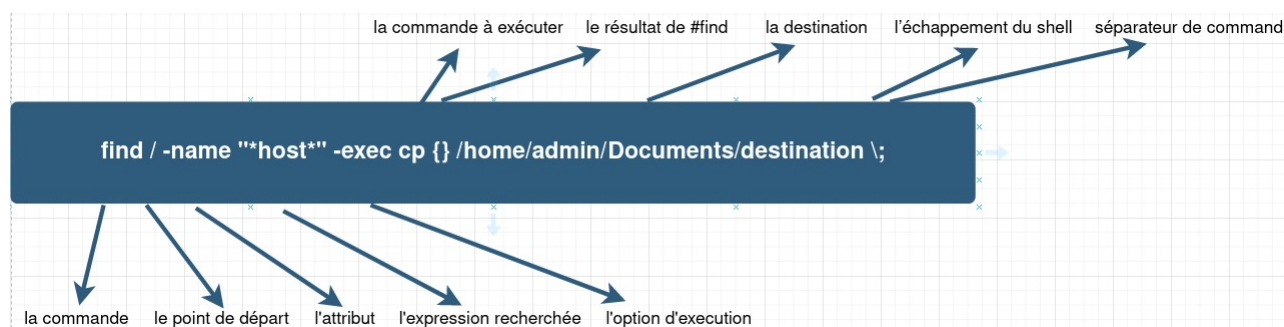 la commande à exécuter le résultat de #find la destination l'échappement du shell séparateur de command
find / -name "*host*" -exec cp {} /home/admin/Documents/destination \;
la commande le point de départ l'attribut l'expression recherchée l'option d'execution